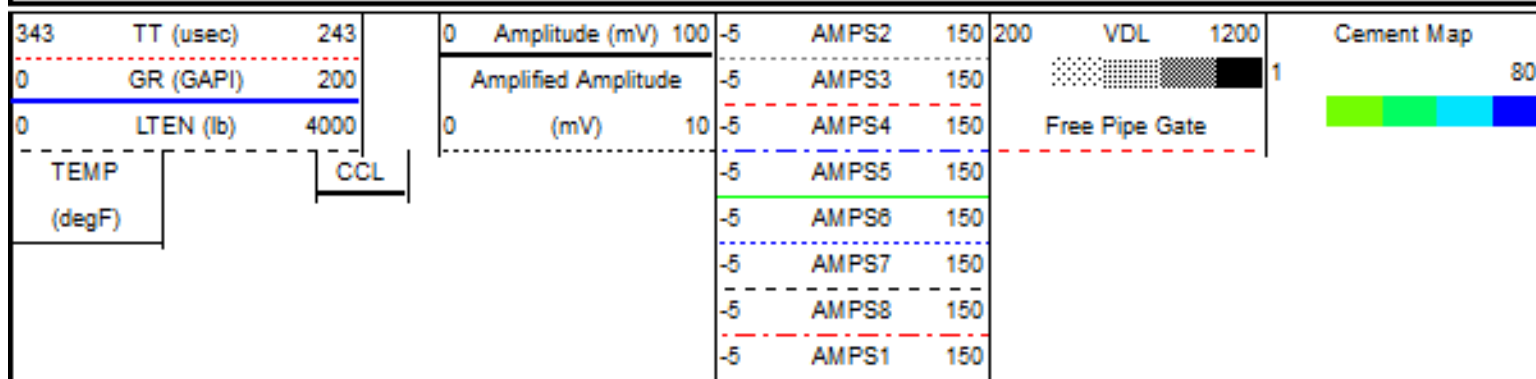 343 TT (usec) 243 0 Amplitude (mV) 100 -5 AMPS2 150 200 VDL 1200 Cement Map
0 GR (GAPI) 200 Amplified Amplitude -5 AMPS3 150 1 80
0 LTEN (lb) 4000 0 (mV) 10 -5 AMPS4 150 Free Pipe Gate
TEMP CCL -5 AMPS5 150
(degF) -5 AMPS6 150
-5 AMPS7 150
-5 AMPS8 150
-5 AMPS1 150